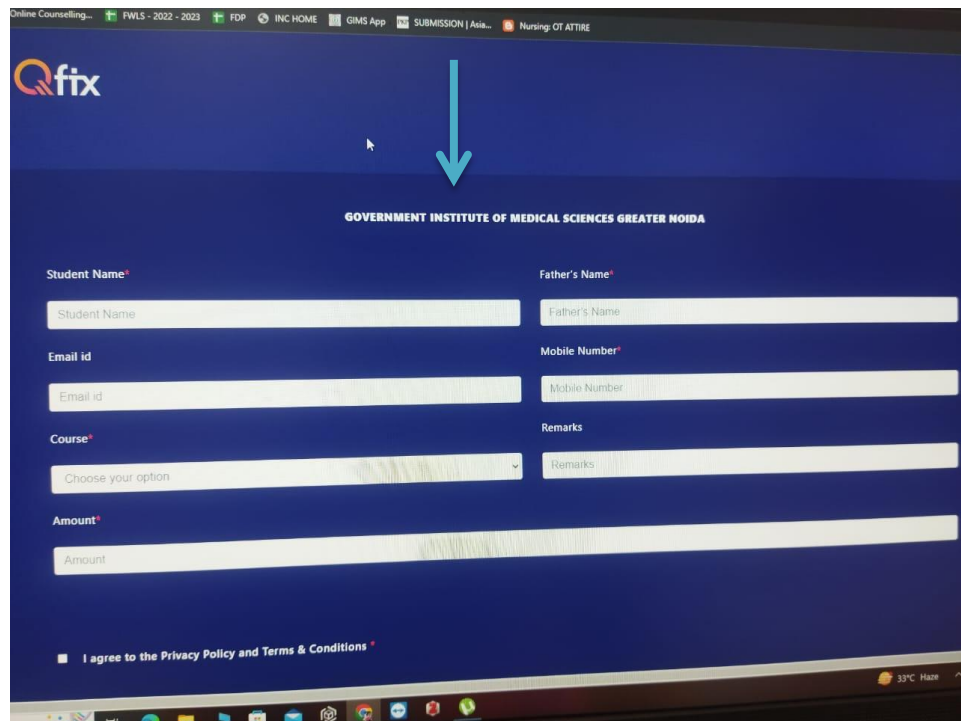 Online Counselling... FWLS - 2022 - 2023 FDP INC HOME GIMS App SUBMISSION | Asia... Nursing: OT ATTIRE
Qfix
GOVERNMENT INSTITUTE OF MEDICAL SCIENCES GREATER NOIDA
Student Name* Father's Name*
Student Name Father's Name
Email id Mobile Number*
Email id Mobile Number
Course* Remarks
Choose your option Remarks
Amount*
Amount
I agree to the Privacy Policy and Terms & Conditions *
33°C Haze